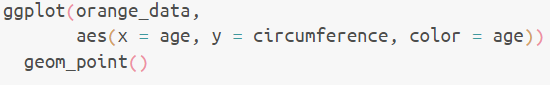 ggplot(orange_data,
       aes(x = age, y = circumference, color = age))
  geom_point()